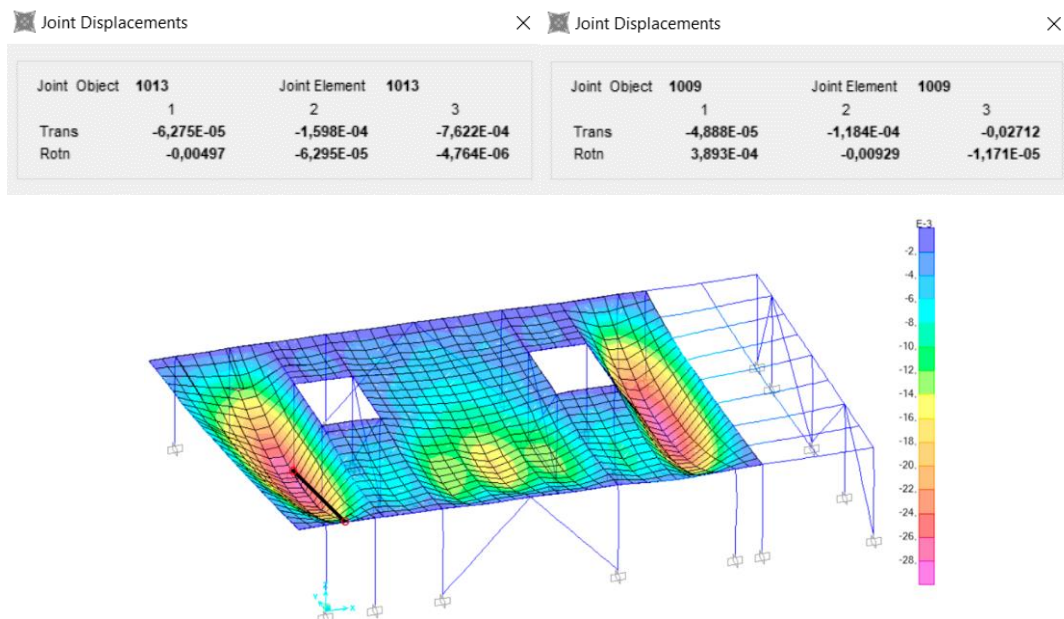 Joint Displacements
Joint Object 1013 Joint Element 1013
1 2 3
Trans -6,275E-05 -1,598E-04 -7,622E-04
Rotn -0,00497 -6,295E-05 -4,764E-06
Joint Displacements
Joint Object 1009 Joint Element 1009
1 2 3
Trans -4,888E-05 -1,184E-04 -0,02712
Rotn 3,893E-04 -0,00929 -1,171E-05
E-3
-2,
-4,
-6,
-8,
-10,
-12,
-14,
-16,
-18,
-20,
-22,
-24,
-26,
-28,
Z
Y
X